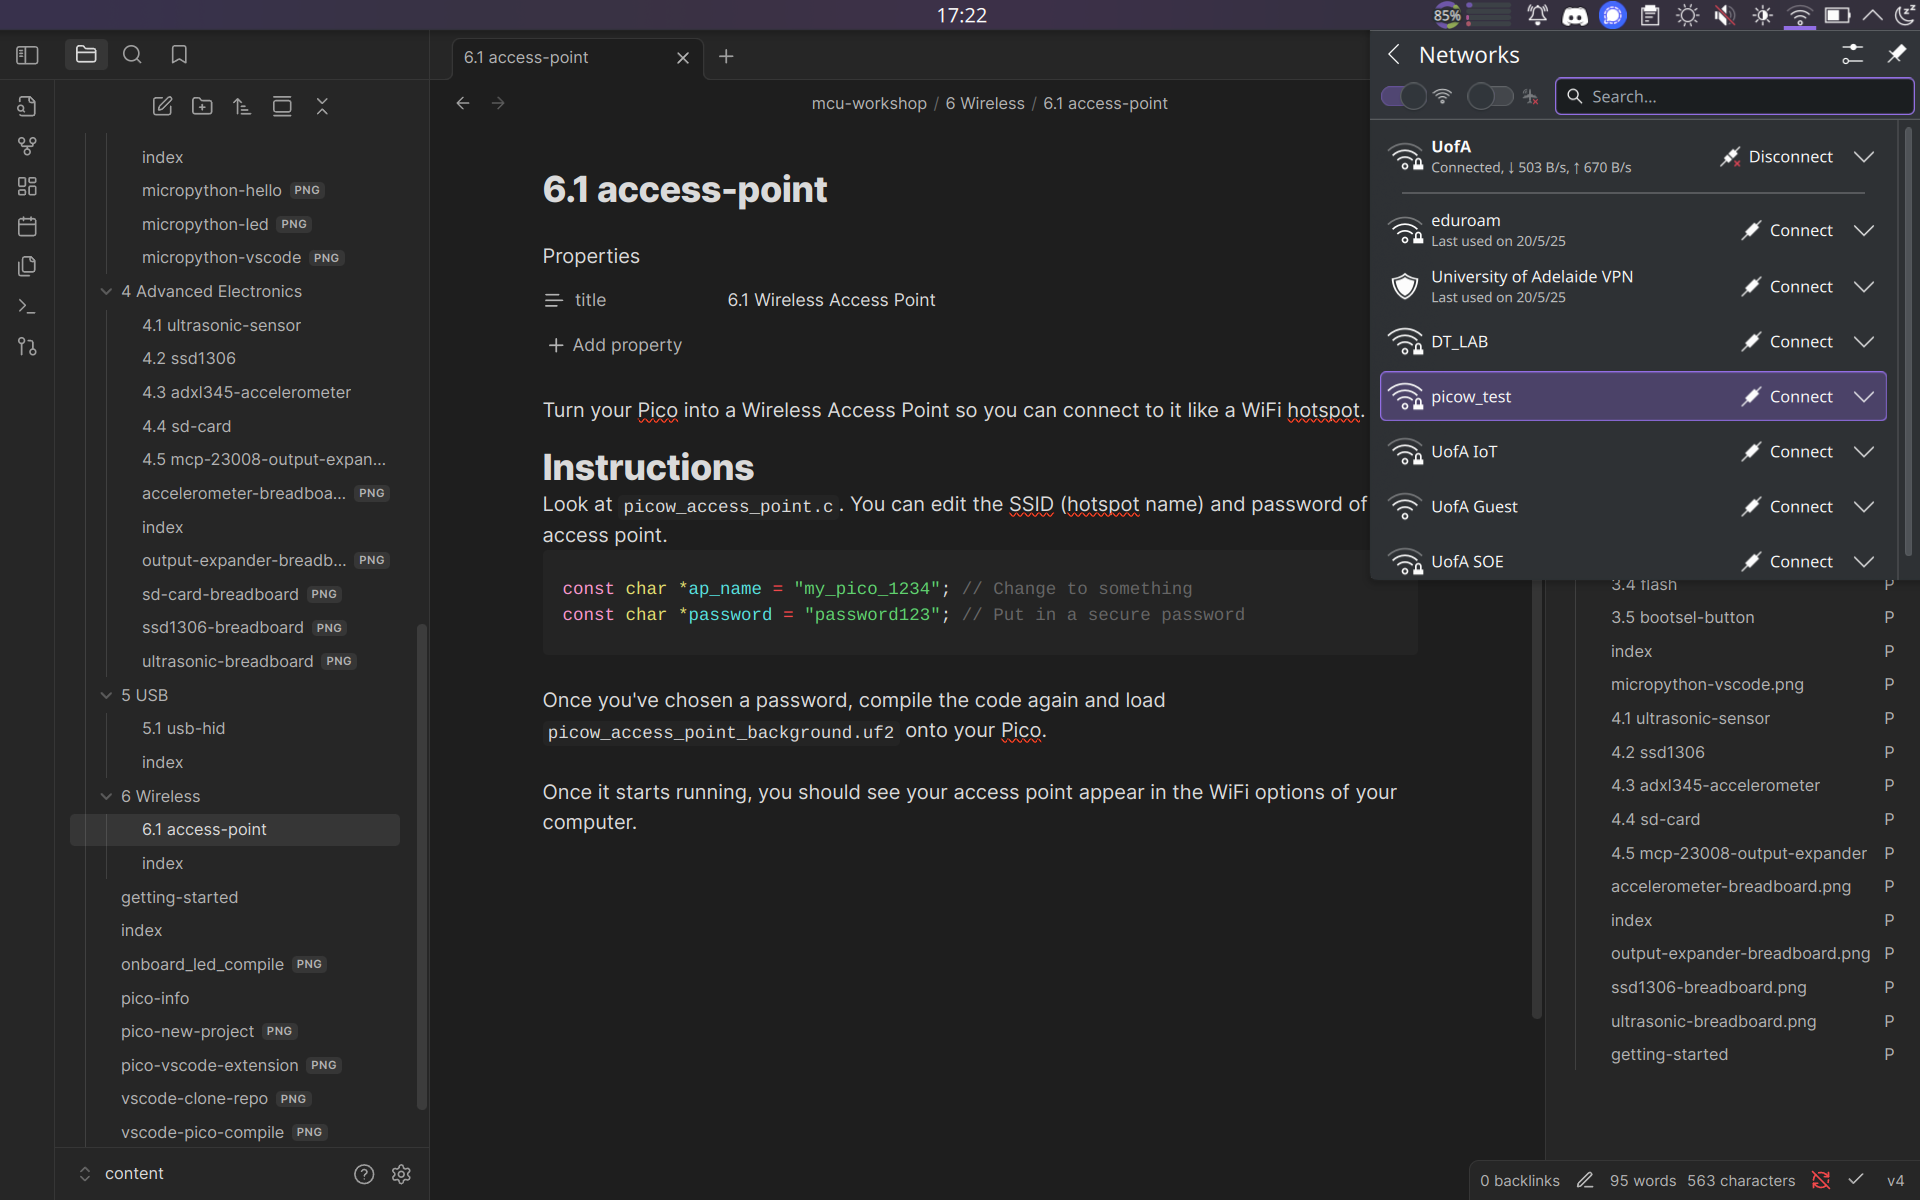 17:22
85%
6.1 access-point
mcu-workshop / 6 Wireless / 6.1 access-point
index
micropython-hello PNG
micropython-led PNG
micropython-vscode PNG
4 Advanced Electronics
4.1 ultrasonic-sensor
4.2 ssd1306
4.3 adxl345-accelerometer
4.4 sd-card
4.5 mcp-23008-output-expan...
accelerometer-breadboa... PNG
index
output-expander-breadb... PNG
sd-card-breadboard PNG
ssd1306-breadboard PNG
ultrasonic-breadboard PNG
5 USB
5.1 usb-hid
index
6 Wireless
6.1 access-point
index
getting-started
index
onboard_led_compile PNG
pico-info
pico-new-project PNG
pico-vscode-extension PNG
vscode-clone-repo PNG
vscode-pico-compile PNG
content
6.1 access-point
Properties
title 6.1 Wireless Access Point
Add property
Turn your Pico into a Wireless Access Point so you can connect to it like a WiFi hotspot.
Instructions
Look at picow_access_point.c. You can edit the SSID (hotspot name) and password of
access point.
const char *ap_name = "my_pico_1234"; // Change to something
const char *password = "password123"; // Put in a secure password
Once you've chosen a password, compile the code again and load
picow_access_point_background.uf2 onto your Pico.
Once it starts running, you should see your access point appear in the WiFi options of your
computer.
Networks
Search...
UofA
Connected, ↓ 503 B/s, ↑ 670 B/s
Disconnect
eduroam
Last used on 20/5/25
Connect
University of Adelaide VPN
Last used on 20/5/25
Connect
DT_LAB Connect
picow_test Connect
UofA IoT Connect
UofA Guest Connect
UofA SOE Connect
3.4 flash P
3.5 bootsel-button P
index P
micropython-vscode.png P
4.1 ultrasonic-sensor P
4.2 ssd1306 P
4.3 adxl345-accelerometer P
4.4 sd-card P
4.5 mcp-23008-output-expander P
accelerometer-breadboard.png P
index P
output-expander-breadboard.png P
ssd1306-breadboard.png P
ultrasonic-breadboard.png P
getting-started P
0 backlinks 95 words 563 characters v4